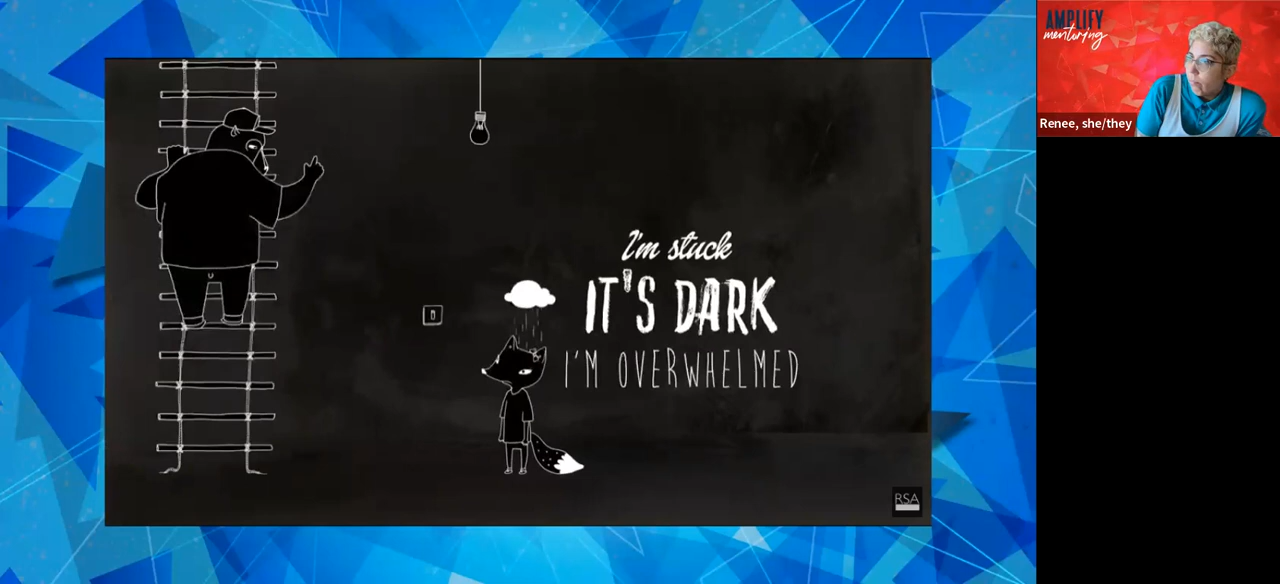 I'm stuck
IT'S DARK
I'M OVERWHELMED
RSA
AMPLIFY
mentoring
Renee, she/they